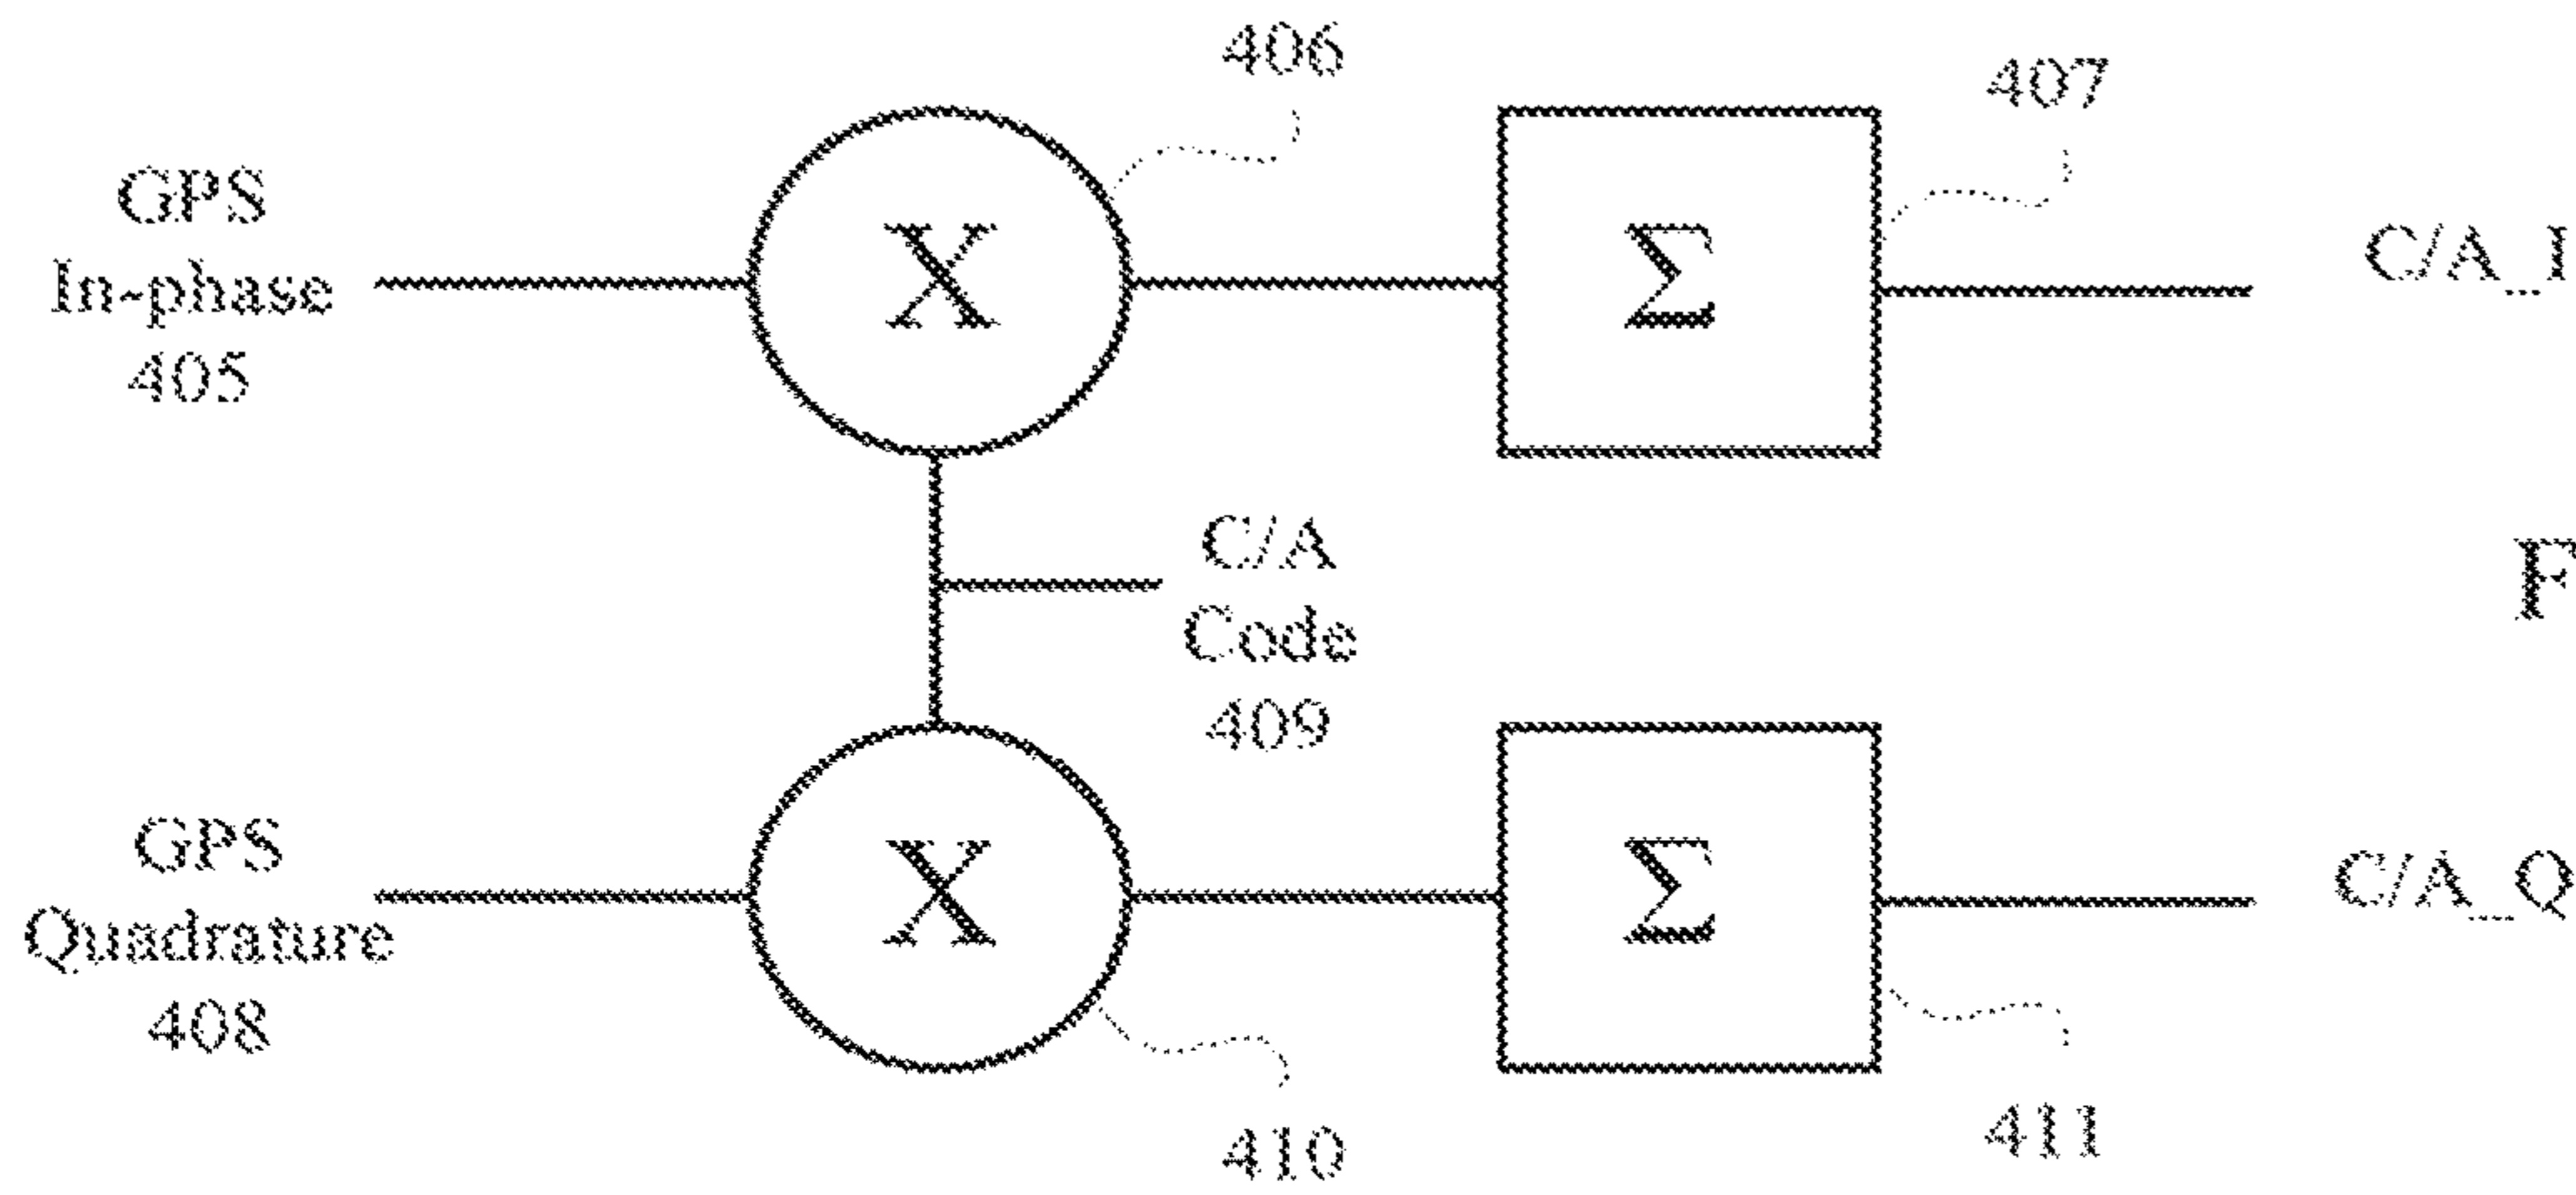 406
407
GPS
In-phase
405
X
Σ
C/A_I
C/A
Code
409
F
GPS
Quadrature
408
X
Σ
C/A_Q
410
411